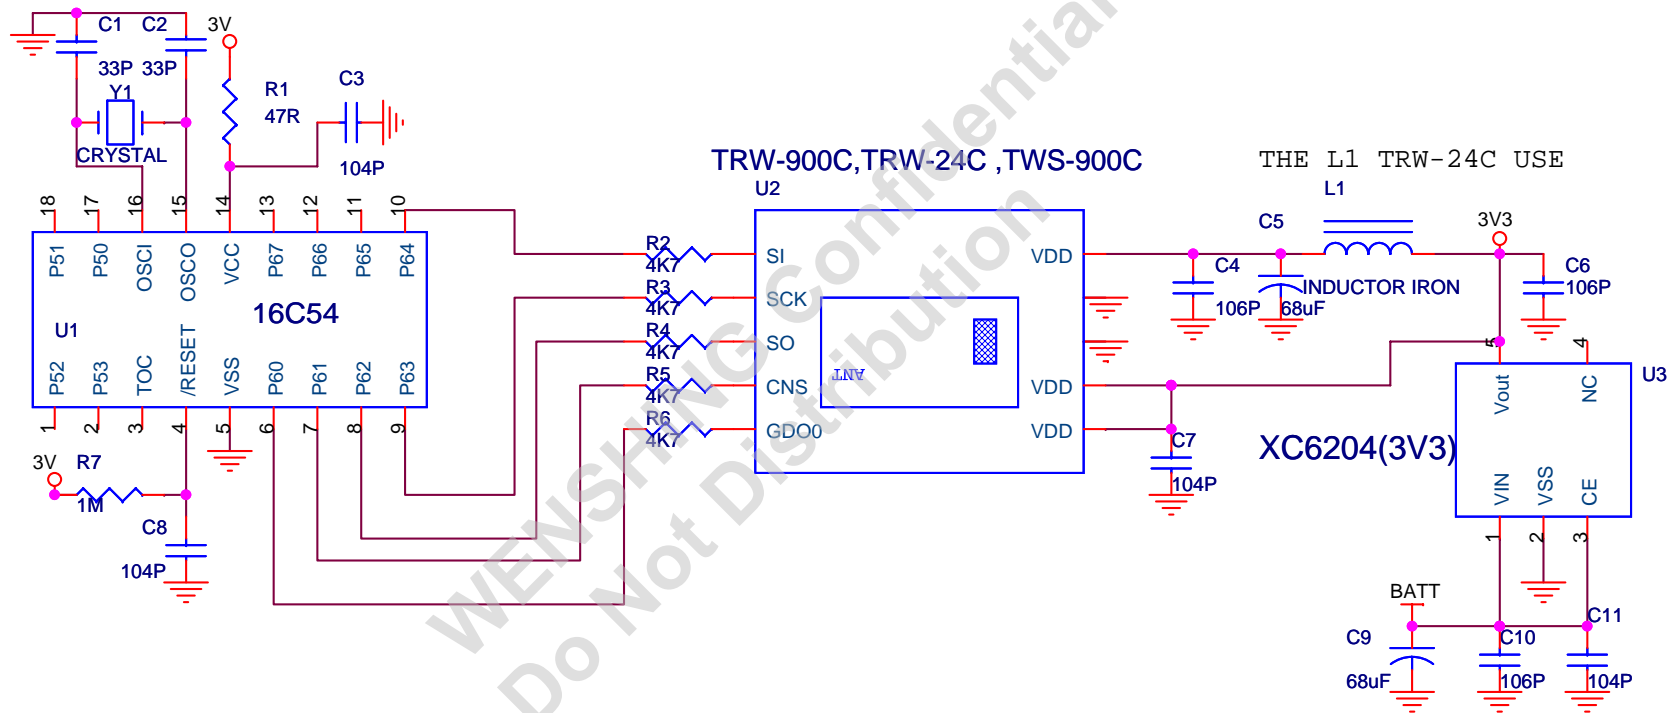 C1
C2
3V
33P
33P
Y1
CRYSTAL
R1
47R
C3
104P
TRW-900C,TRW-24C ,TWS-900C
U2
THE L1 TRW-24C USE
L1
C5
3V3
18
17
16
15
14
13
12
11
10
P51
P50
OSCI
OSCO
VCC
P67
P66
P65
P64
16C54
U1
P52
P53
TOC
/RESET
VSS
P60
P61
P62
P63
1
2
3
4
5
6
7
8
9
R2
4K7
R3
4K7
R4
4K7
R5
4K7
R6
4K7
SI
SCK
SO
CNS
GDO0
ANT
VDD
VDD
VDD
C4
106P
68uF
INDUCTOR IRON
C6
106P
5
4
U3
Vout
NC
XC6204(3V3)
VIN
VSS
CE
1
2
3
C7
104P
3V
R7
1M
C8
104P
BATT
C9
68uF
C10
106P
C11
104P
WENSHING Confidential
Do Not Distribution